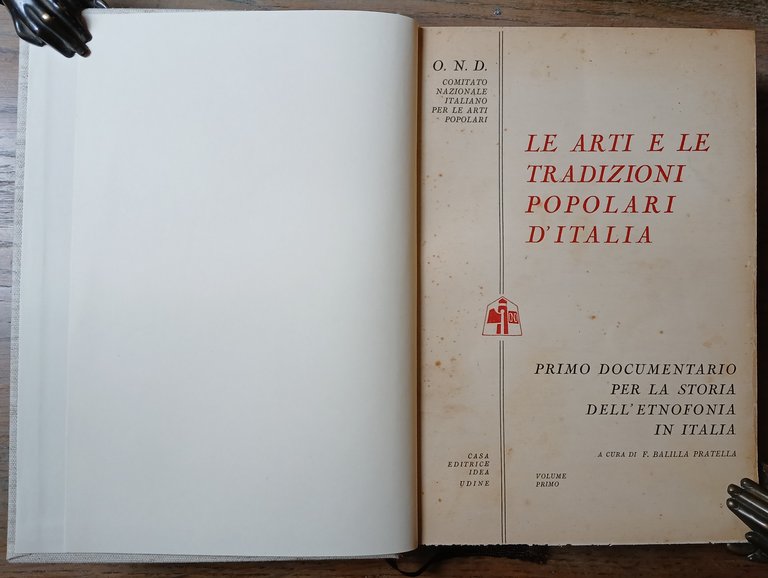 O. N. D.
COMITATO
NAZIONALE
ITALIANO
PER LE ARTI
POPOLARI
LE ARTI E LE
TRADIZIONI
POPOLARI
D'ITALIA
PRIMO DOCUMENTARIO
PER LA STORIA
DELL'ETNOFONIA
IN ITALIA
A CURA DI F. BALILLA PRATELLA
CASA
EDITRICE
IDEA
UDINE
VOLUME
PRIMO